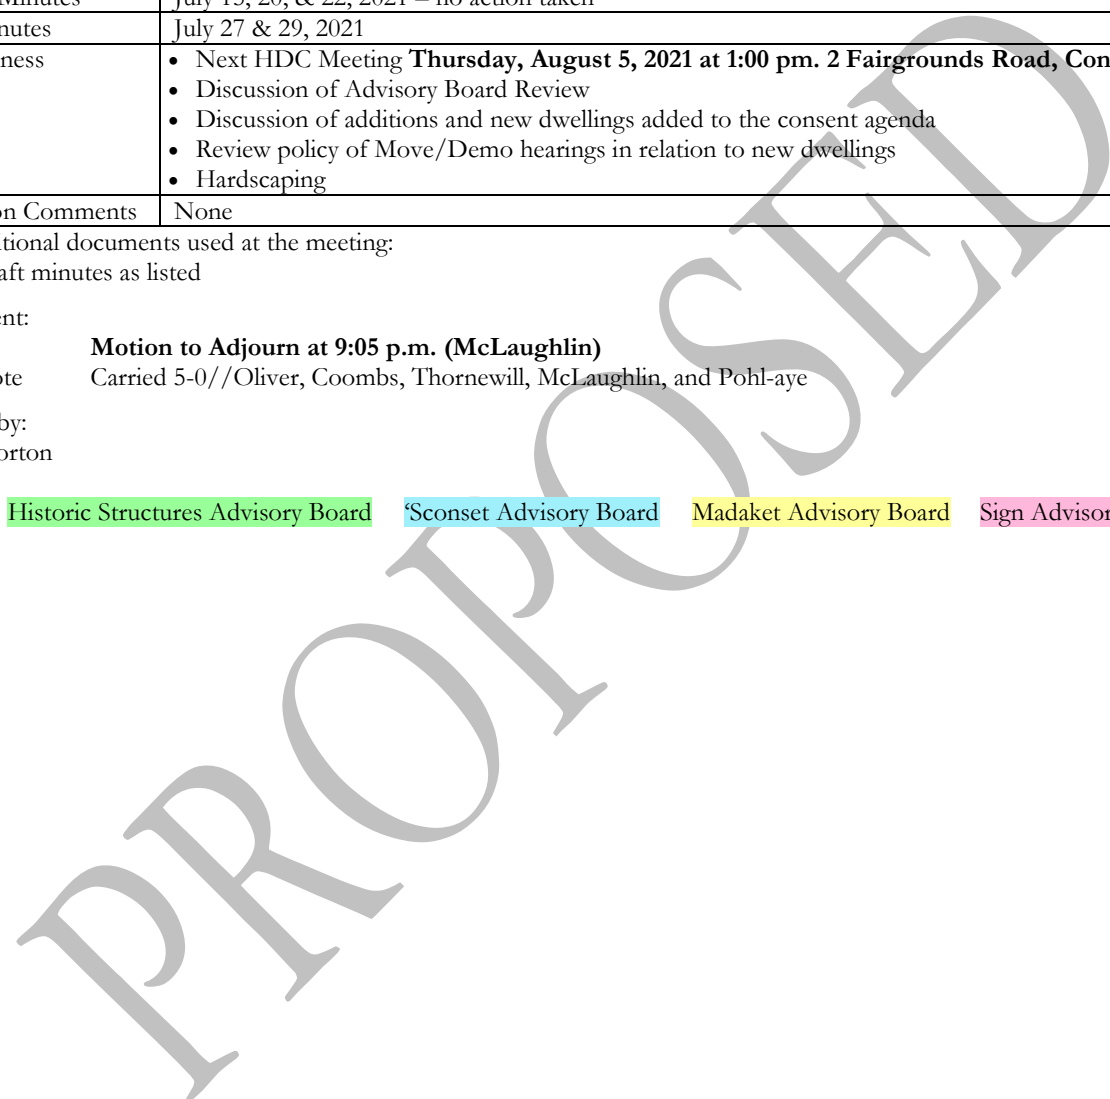 Minutes July 13, 20, & 22, 2021 – no action taken
nutes July 27 & 29, 2021
ness • Next HDC Meeting Thursday, August 5, 2021 at 1:00 pm. 2 Fairgrounds Road, Con
• Discussion of Advisory Board Review
• Discussion of additions and new dwellings added to the consent agenda
• Review policy of Move/Demo hearings in relation to new dwellings
• Hardscaping
on Comments None
tional documents used at the meeting:
aft minutes as listed
ent:
Motion to Adjourn at 9:05 p.m. (McLaughlin)
ote Carried 5-0//Oliver, Coombs, Thornewill, McLaughlin, and Pohl-aye
by:
orton
Historic Structures Advisory Board ‘Sconset Advisory Board Madaket Advisory Board Sign Advisor
PROPOSED